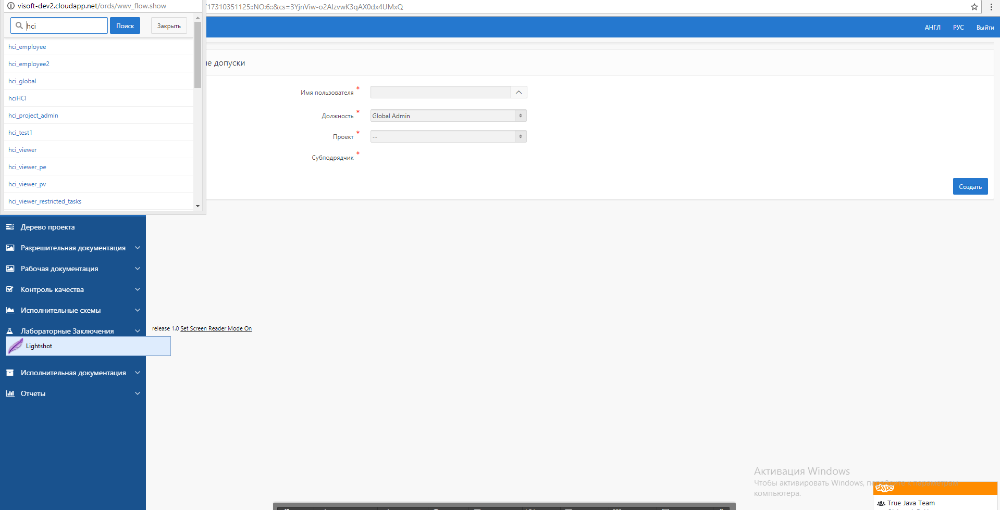 visoft-dev2.cloudapp.net/ords/wwv_flow.show
17310351125::NO:6::&cs=3YjnViw-o2AIzvwK3qAX0dx4UMxQ
hci
Поиск
Закрыть
АНГЛ
РУС
Выйти
hci_employee
hci_employee2
hci_global
hciHCI
hci_project_admin
hci_test1
hci_viewer
hci_viewer_pe
hci_viewer_pv
hci_viewer_restricted_tasks
е допуски
Имя пользователя *
Должность *
Global Admin
Проект *
--
Субподрядчик *
Создать
Дерево проекта
Разрешительная документация
Рабочая документация
Контроль качества
Исполнительные схемы
Лабораторные Заключения
Lightshot
Исполнительная документация
Отчеты
release 1.0 Set Screen Reader Mode On
Активация Windows
Чтобы активировать Windows, перейдите к параметрам
компьютера.
skype
True Java Team